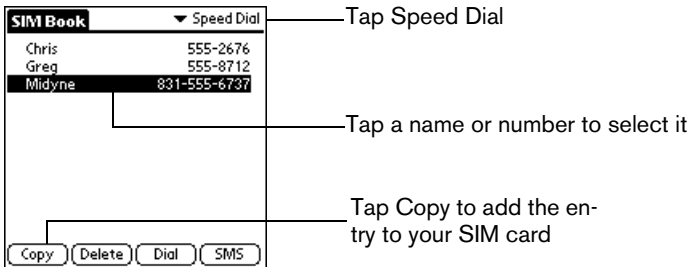 SIM Book
Speed Dial
Tap Speed Dial
Chris 555-2676
Greg 555-8712
Midyne 831-555-6737
Tap a name or number to select it
Tap Copy to add the en-
try to your SIM card
Copy Delete Dial SMS